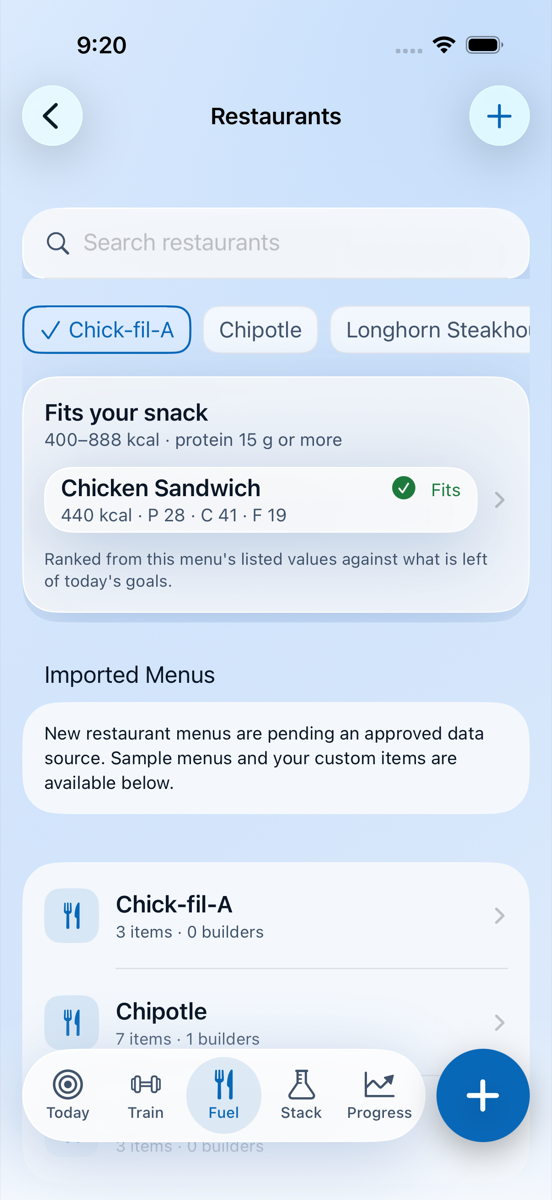 9:20
Restaurants
Search restaurants
Chick-fil-A
Chipotle
Longhorn Steakho
Fits your snack
400–888 kcal · protein 15 g or more
Chicken Sandwich
Fits
440 kcal · P 28 · C 41 · F 19
Ranked from this menu's listed values against what is left
of today's goals.
Imported Menus
New restaurant menus are pending an approved data
source. Sample menus and your custom items are
available below.
Chick-fil-A
3 items · 0 builders
Chipotle
7 items · 1 builders
Today
Train
Fuel
Stack
Progress
3 items · 0 builders